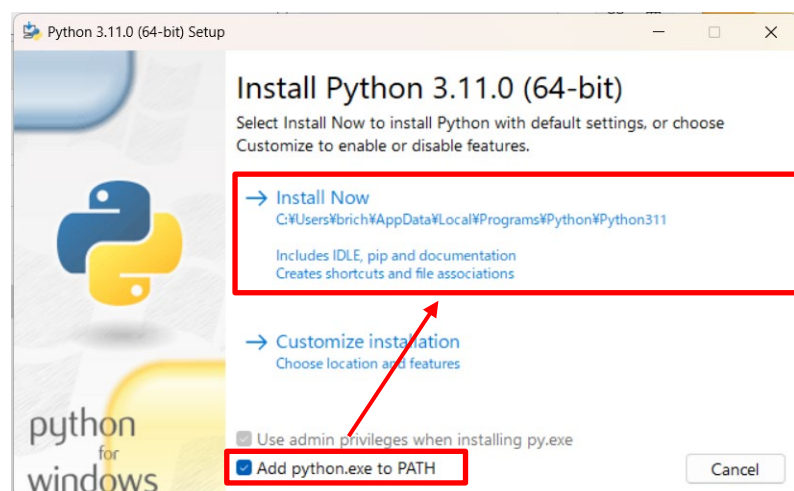 Python 3.11.0 (64-bit) Setup
Install Python 3.11.0 (64-bit)
Select Install Now to install Python with default settings, or choose
Customize to enable or disable features.
→ Install Now
C:¥Users¥brich¥AppData¥Local¥Programs¥Python¥Python311
Includes IDLE, pip and documentation
Creates shortcuts and file associations
→ Customize installation
Choose location and features
Use admin privileges when installing py.exe
Add python.exe to PATH
Cancel
python
for
windows